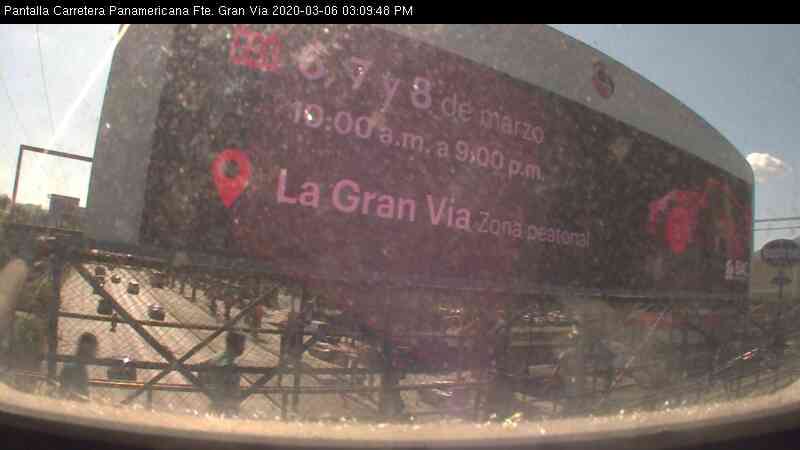 Pantalla Carretera Panamericana Fte. Gran Via 2020-03-06 03:09:48 PM
6, 7 y 8 de marzo
10:00 a.m. a 9:00 p.m.
La Gran Via Zona peatonal